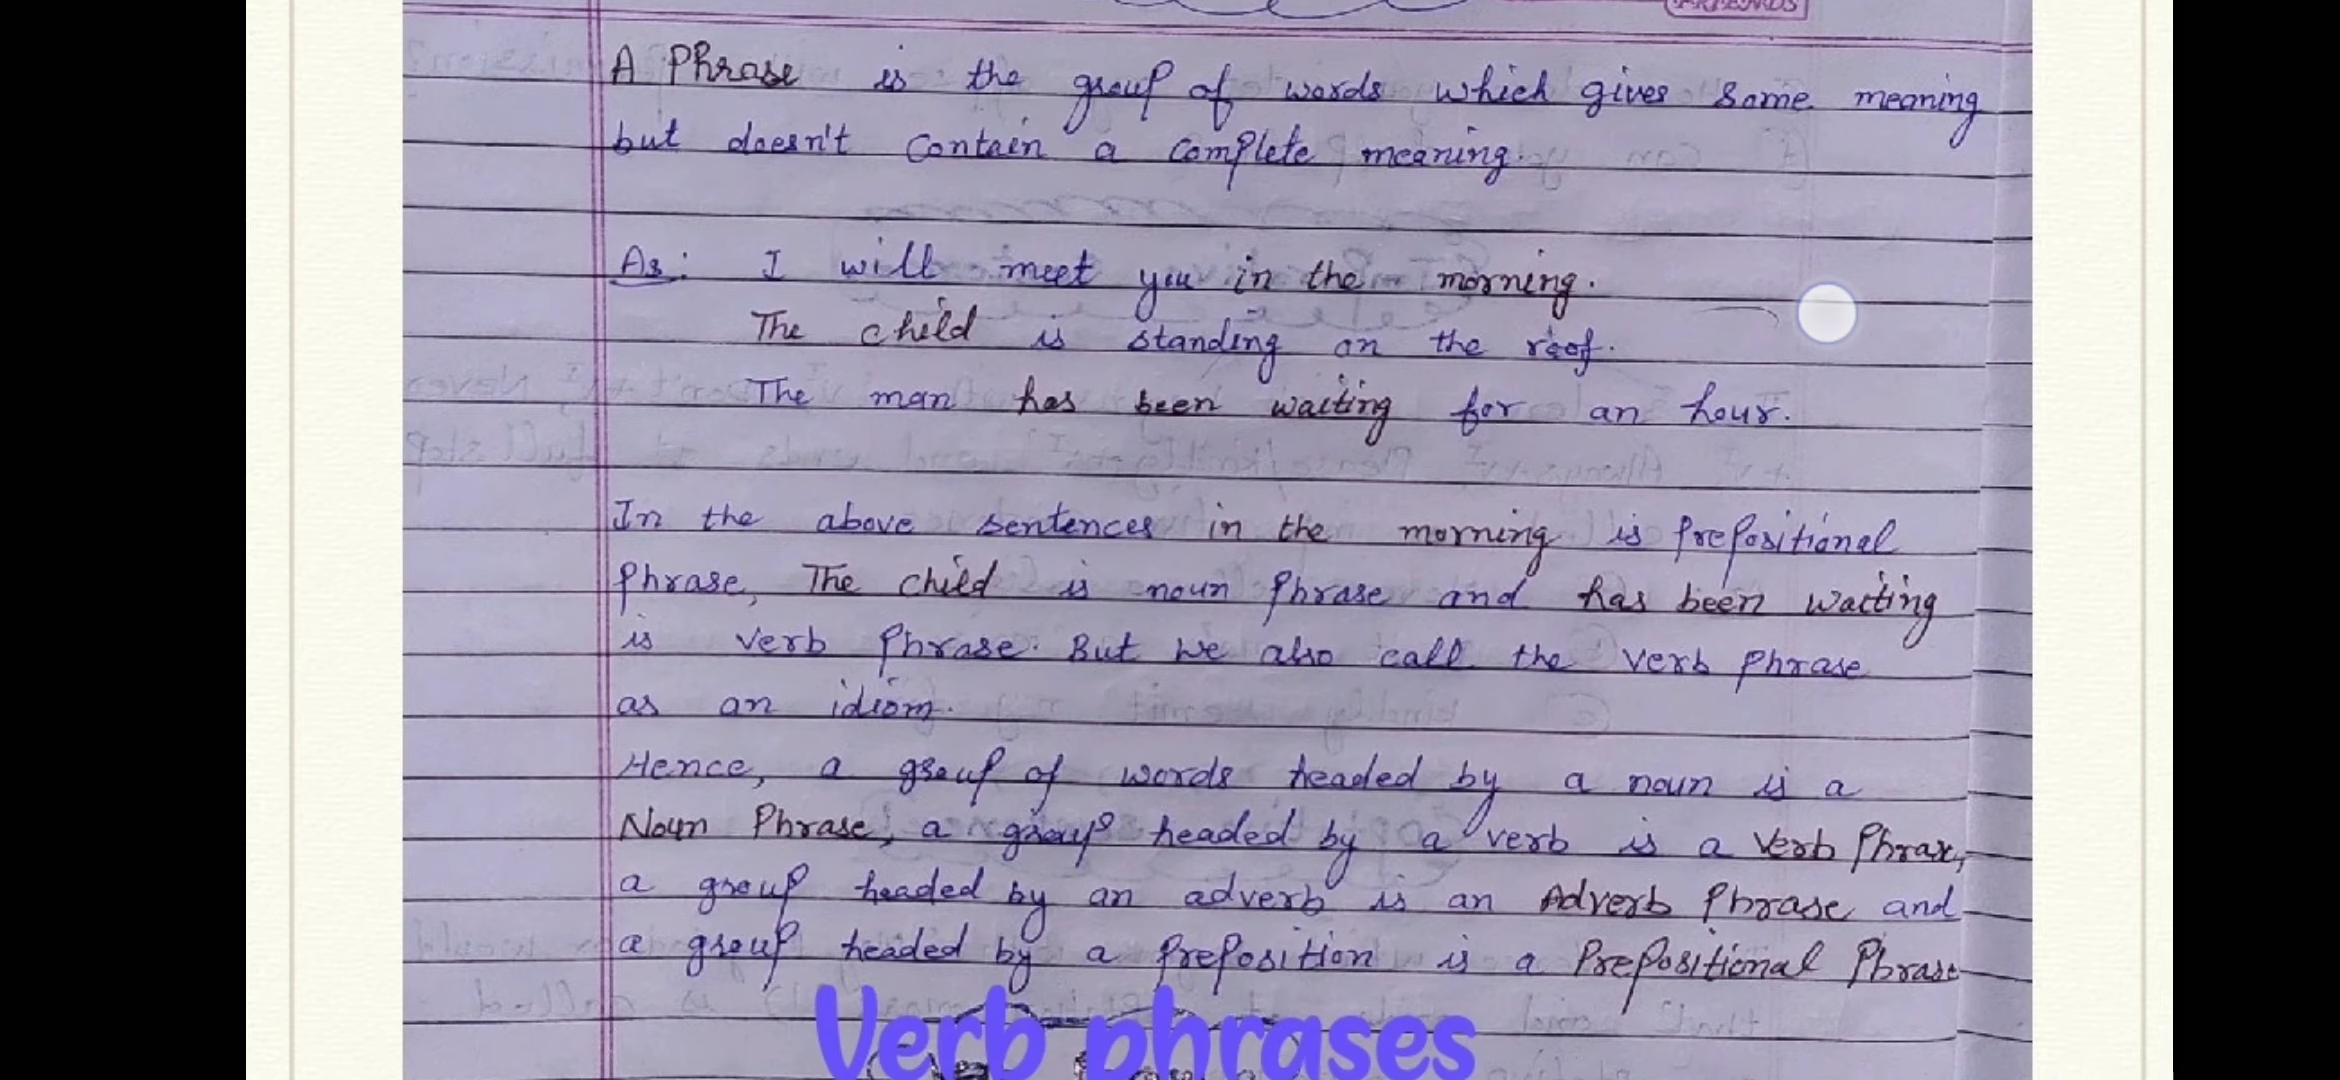 A Phrase is the group of words which gives some meaning
but doesn't contain a complete meaning.
As: I will meet you in the morning.
The child is standing on the roof.
The man has been waiting for an hour.
In the above sentences in the morning is prepositional
phrase, The child is noun phrase and has been waiting
is verb phrase. But we also call the verb phrase
as an idiom.
Hence, a group of words headed by a noun is a
Noun Phrase, a group headed by a verb is a Verb Phrase,
a group headed by an adverb is an Adverb Phrase and
a group headed by a preposition is a Prepositional Phrase
Verb phrases